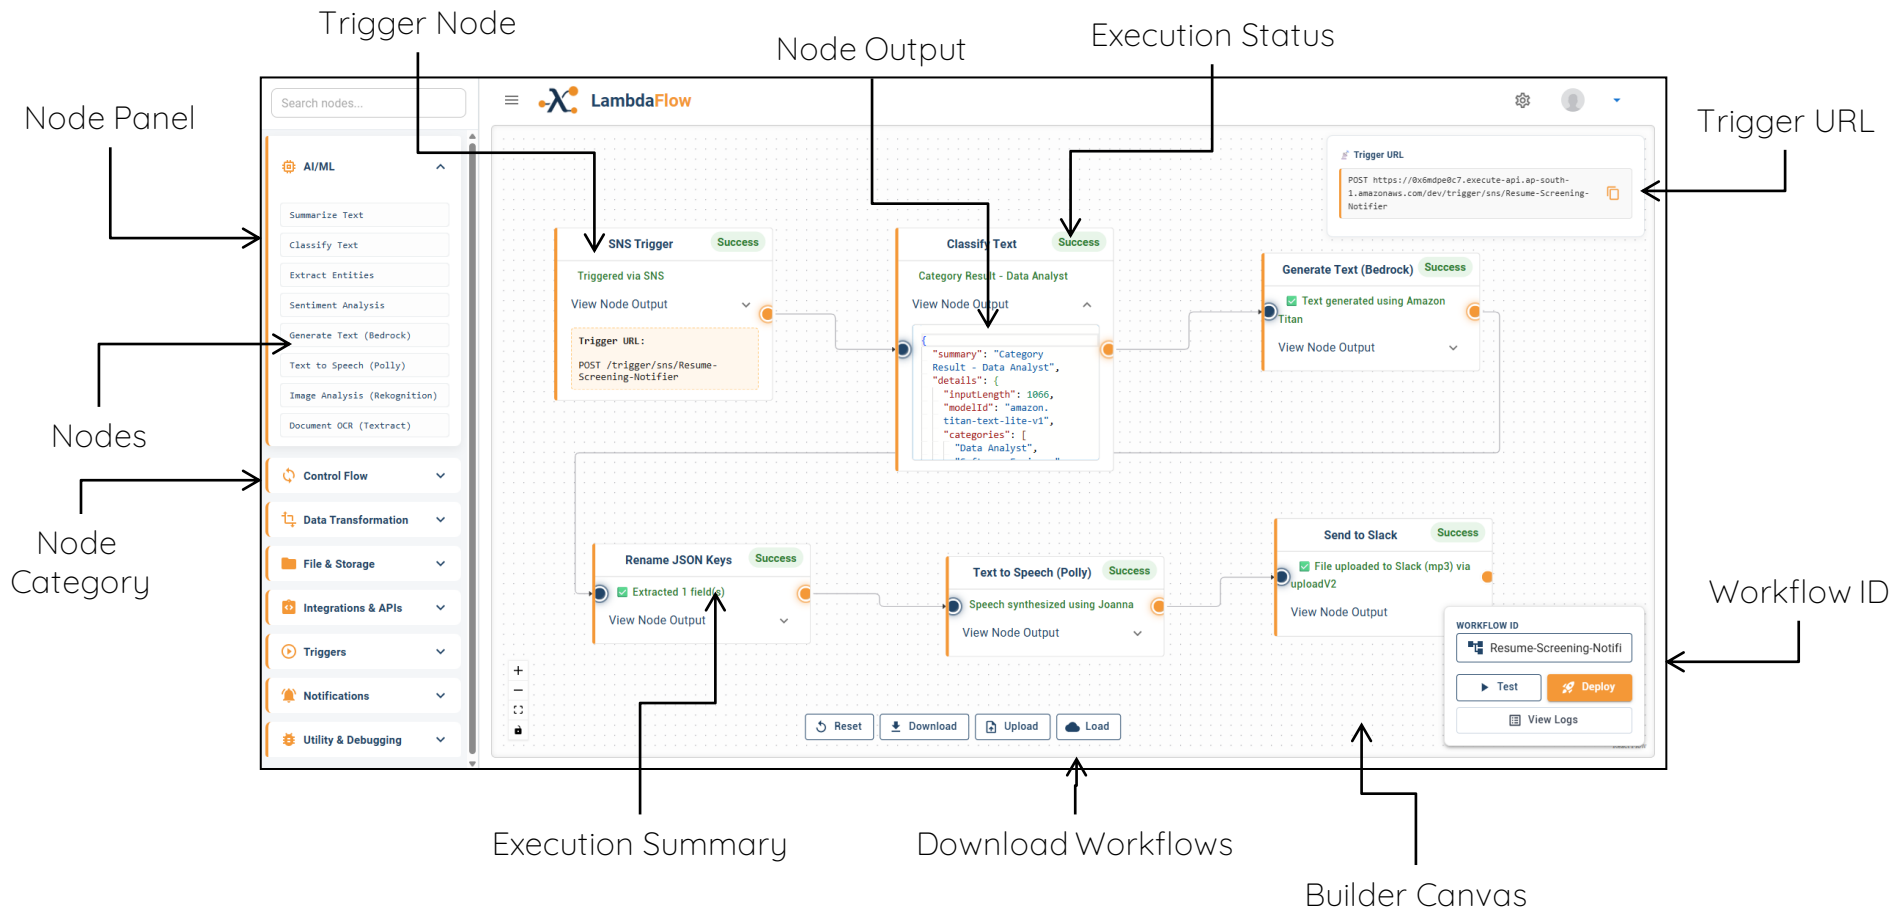 Trigger Node
Node Output
Execution Status
Node Panel
Trigger URL
Nodes
Node
Category
Workflow ID
Execution Summary
Download Workflows
Builder Canvas
Search nodes...
LambdaFlow
AI/ML
Summarize Text
Classify Text
Extract Entities
Sentiment Analysis
Generate Text (Bedrock)
Text to Speech (Polly)
Image Analysis (Rekognition)
Document OCR (Textract)
Control Flow
Data Transformation
File & Storage
Integrations & APIs
Triggers
Notifications
Utility & Debugging
Trigger URL
POST https://0x6mdpe0c7.execute-api.ap-south-
1.amazonaws.com/dev/trigger/sns/Resume-Screening-
Notifier
SNS Trigger
Success
Triggered via SNS
View Node Output
Trigger URL:
POST /trigger/sns/Resume-
Screening-Notifier
Classify Text
Success
Category Result - Data Analyst
View Node Output
{
"summary": "Category
Result - Data Analyst",
"details": {
"inputLength": 1066,
"modelId": "amazon.
titan-text-lite-v1",
"categories": [
"Data Analyst",
Generate Text (Bedrock)
Success
Text generated using Amazon
Titan
View Node Output
Rename JSON Keys
Success
Extracted 1 field(s)
View Node Output
Text to Speech (Polly)
Success
Speech synthesized using Joanna
View Node Output
Send to Slack
Success
File uploaded to Slack (mp3) via
uploadV2
View Node Output
WORKFLOW ID
Resume-Screening-Notifi
Test
Deploy
View Logs
Reset
Download
Upload
Load